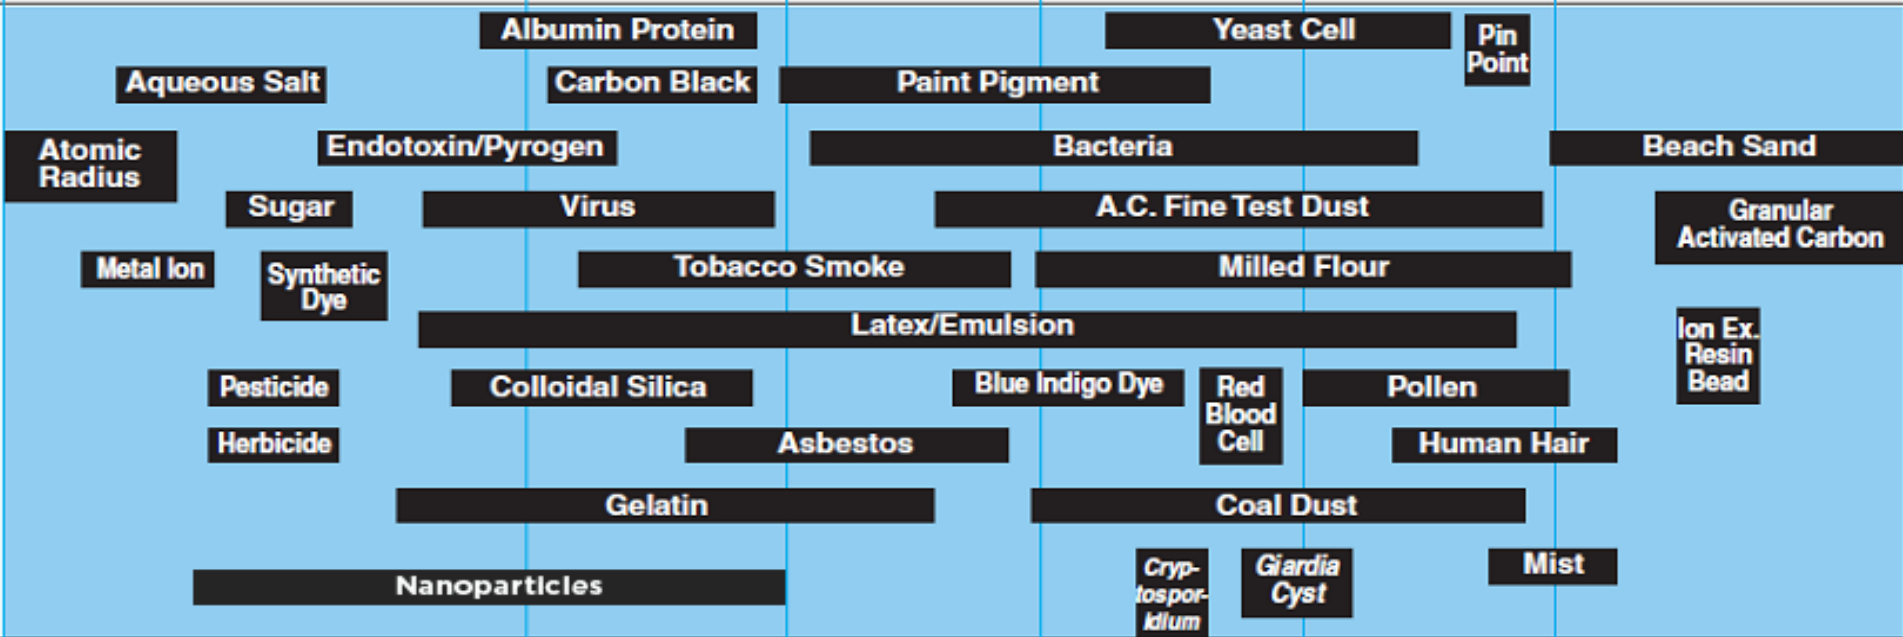 Albumin Protein
Yeast Cell
Pin
Point
Aqueous Salt
Carbon Black
Paint Pigment
Atomic
Radius
Endotoxin/Pyrogen
Bacteria
Beach Sand
Sugar
Virus
A.C. Fine Test Dust
Granular
Activated Carbon
Metal Ion
Synthetic
Dye
Tobacco Smoke
Milled Flour
Latex/Emulsion
Ion Ex.
Resin
Bead
Pesticide
Colloidal Silica
Blue Indigo Dye
Red
Blood
Cell
Pollen
Herbicide
Asbestos
Human Hair
Gelatin
Coal Dust
Nanoparticles
Cryp-
tospor-
idium
Giardia
Cyst
Mist